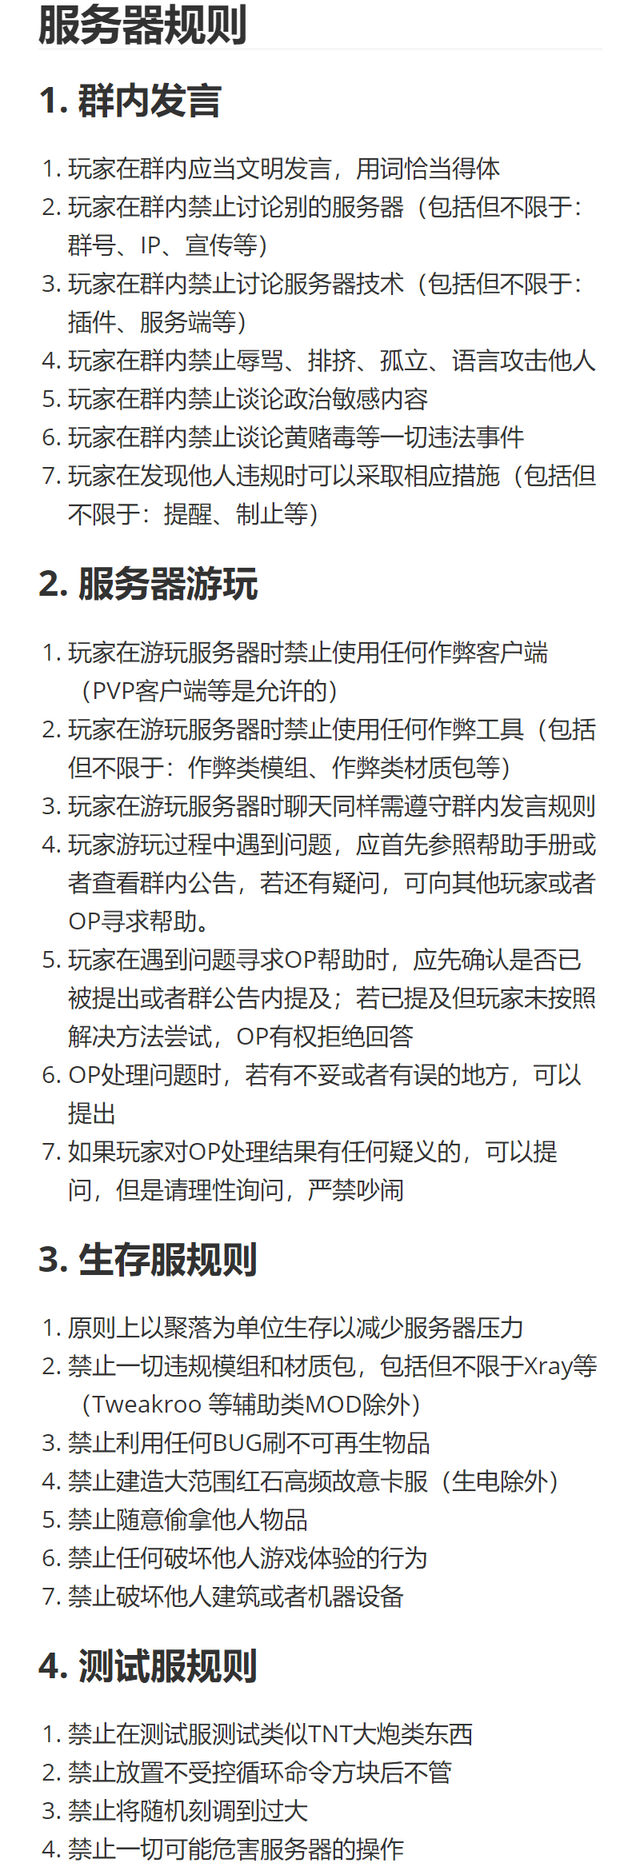 服务器规则
1. 群内发言
1. 玩家在群内应当文明发言，用词恰当得体
2. 玩家在群内禁止讨论别的服务器（包括但不限于：
群号、IP、宣传等）
3. 玩家在群内禁止讨论服务器技术（包括但不限于：
插件、服务端等）
4. 玩家在群内禁止辱骂、排挤、孤立、语言攻击他人
5. 玩家在群内禁止谈论政治敏感内容
6. 玩家在群内禁止谈论黄赌毒等一切违法事件
7. 玩家在发现他人违规时可以采取相应措施（包括但
不限于：提醒、制止等）
2. 服务器游玩
1. 玩家在游玩服务器时禁止使用任何作弊客户端
（PVP客户端等是允许的）
2. 玩家在游玩服务器时禁止使用任何作弊工具（包括
但不限于：作弊类模组、作弊类材质包等）
3. 玩家在游玩服务器时聊天同样需遵守群内发言规则
4. 玩家游玩过程中遇到问题，应首先参照帮助手册或
者查看群内公告，若还有疑问，可向其他玩家或者
OP寻求帮助。
5. 玩家在遇到问题寻求OP帮助时，应先确认是否已
被提出或者群公告内提及；若已提及但玩家未按照
解决方法尝试，OP有权拒绝回答
6. OP处理问题时，若有不妥或者有误的地方，可以
提出
7. 如果玩家对OP处理结果有任何疑义的，可以提
问，但是请理性询问，严禁吵闹
3. 生存服规则
1. 原则上以聚落为单位生存以减少服务器压力
2. 禁止一切违规模组和材质包，包括但不限于Xray等
（Tweakroo 等辅助类MOD除外）
3. 禁止利用任何BUG刷不可再生物品
4. 禁止建造大范围红石高频故意卡服（生电除外）
5. 禁止随意偷拿他人物品
6. 禁止任何破坏他人游戏体验的行为
7. 禁止破坏他人建筑或者机器设备
4. 测试服规则
1. 禁止在测试服测试类似TNT大炮类东西
2. 禁止放置不受控循环命令方块后不管
3. 禁止将随机刻调到过大
4. 禁止一切可能危害服务器的操作